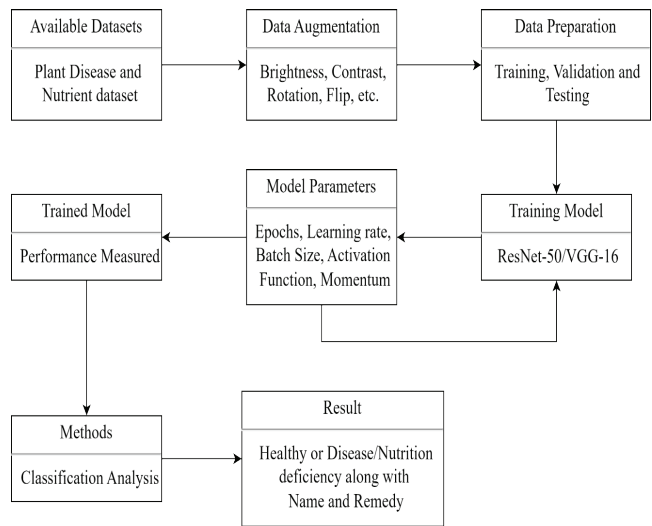 Available Datasets
Plant Disease and
Nutrient dataset
Data Augmentation
Brightness, Contrast,
Rotation, Flip, etc.
Data Preparation
Training, Validation and
Testing
Training Model
ResNet-50/VGG-16
Model Parameters
Epochs, Learning rate,
Batch Size, Activation
Function, Momentum
Trained Model
Performance Measured
Methods
Classification Analysis
Result
Healthy or Disease/Nutrition
deficiency along with
Name and Remedy